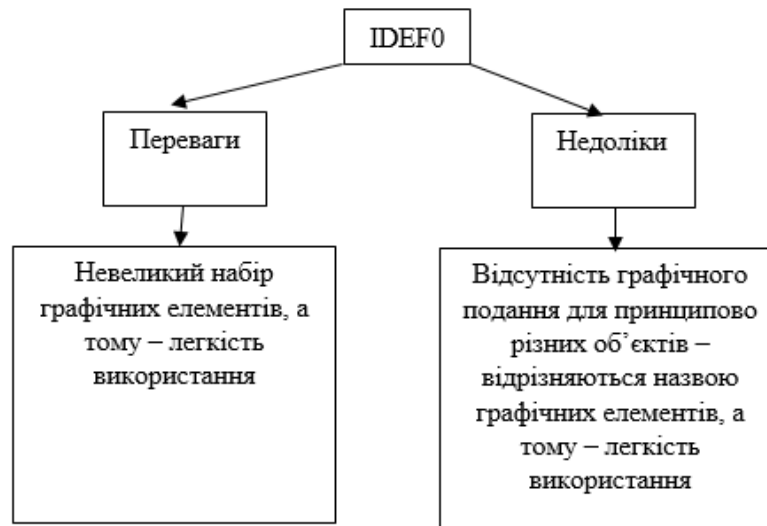 IDEF0
Переваги
Недоліки
Невеликий набір
графічних елементів, а
тому – легкість
використання
Відсутність графічного
подання для принципово
різних об’єктів –
відрізняються назвою
графічних елементів, а
тому – легкість
використання